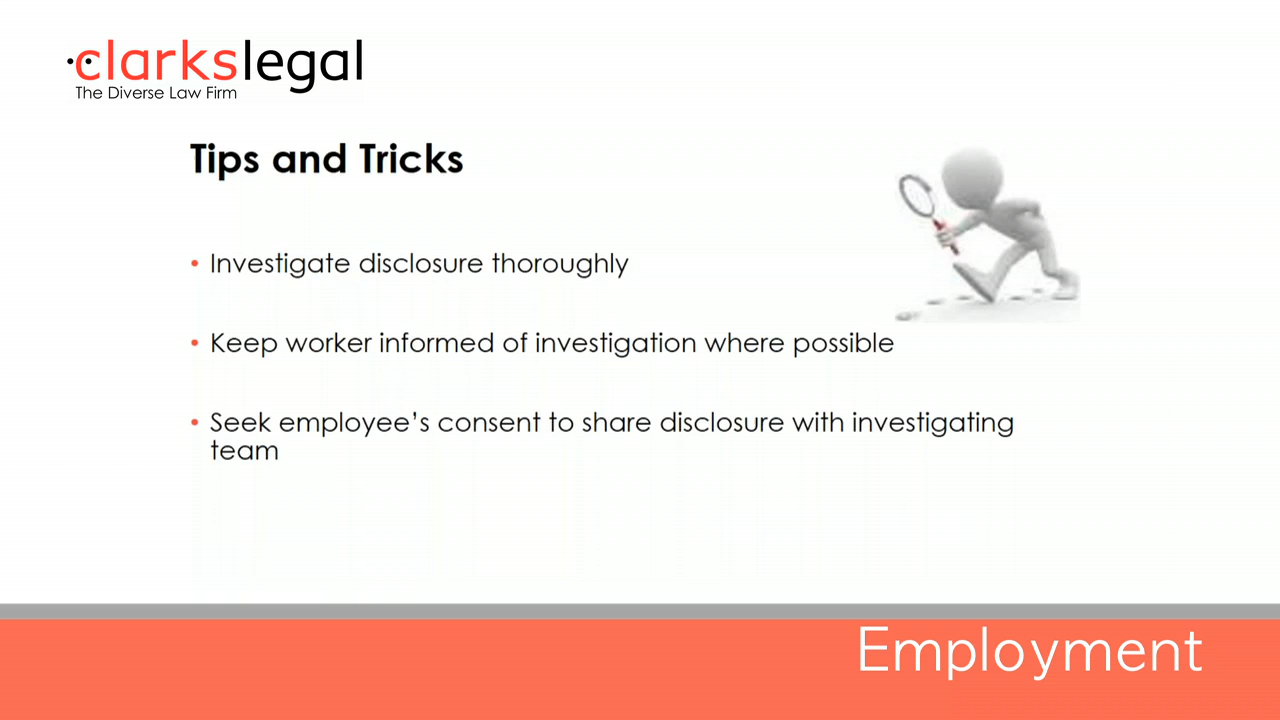 clarkslegal
The Diverse Law Firm
Tips and Tricks
• Investigate disclosure thoroughly
• Keep worker informed of investigation where possible
• Seek employee’s consent to share disclosure with investigating
team
Employment